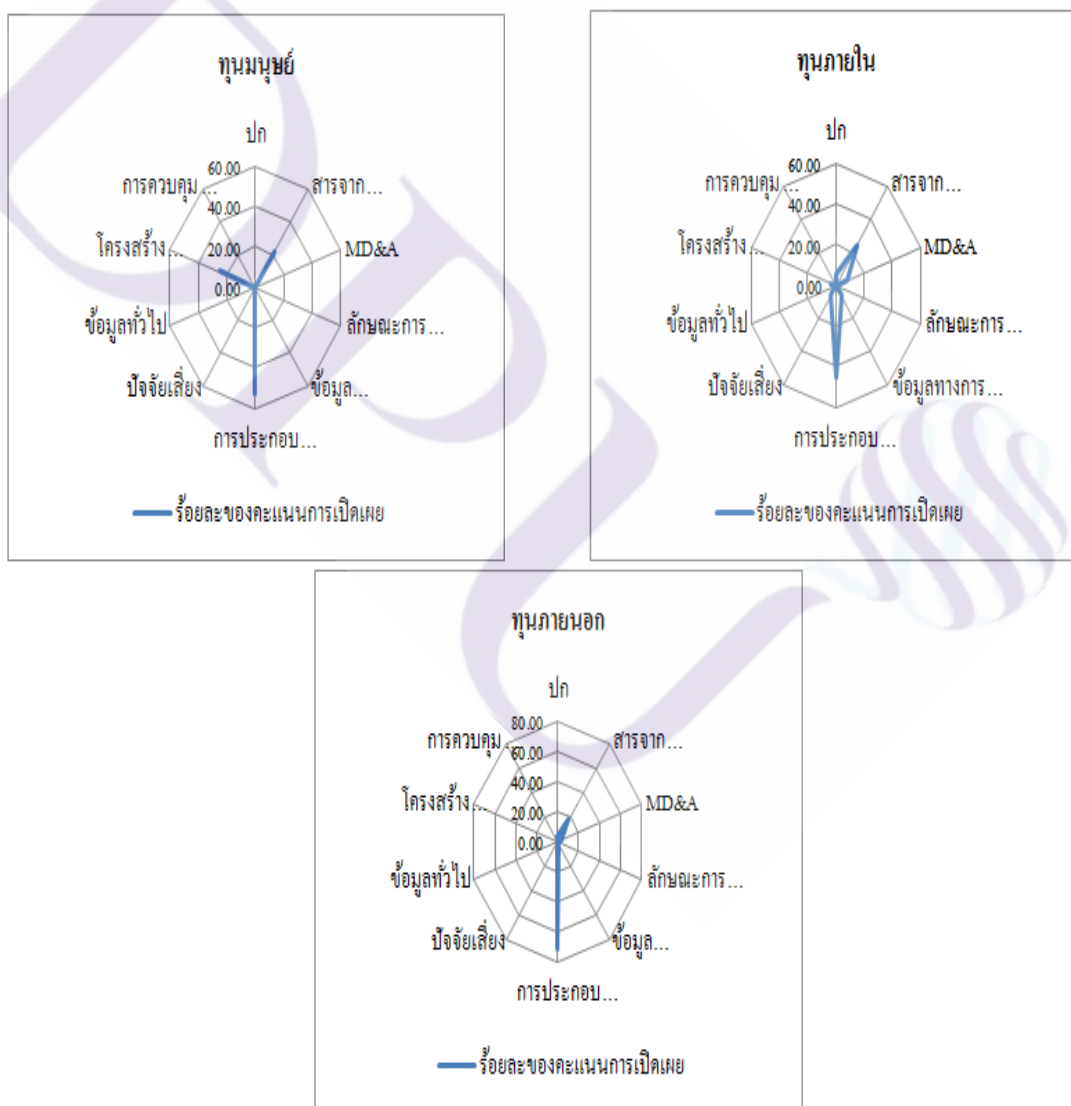 ทุนมนุษย์
ปก
60.00
40.00
20.00
0.00
สารจาก...
MD&A
ลักษณะการ...
ข้อมูล...
การประกอบ...
ปัจจัยเสี่ยง
ข้อมูลทั่วไป
โครงสร้าง...
การควบคุม...
ร้อยละของคะแนนการเปิดเผย
ทุนภายใน
ปก
60.00
40.00
20.00
0.00
สารจาก...
MD&A
ลักษณะการ...
ข้อมูลทางการ...
การประกอบ...
ปัจจัยเสี่ยง
ข้อมูลทั่วไป
โครงสร้าง...
การควบคุม...
ร้อยละของคะแนนการเปิดเผย
ทุนภายนอก
ปก
80.00
60.00
40.00
20.00
0.00
สารจาก...
MD&A
ลักษณะการ...
ข้อมูล...
การประกอบ...
ปัจจัยเสี่ยง
ข้อมูลทั่วไป
โครงสร้าง...
การควบคุม...
ร้อยละของคะแนนการเปิดเผย
DPU